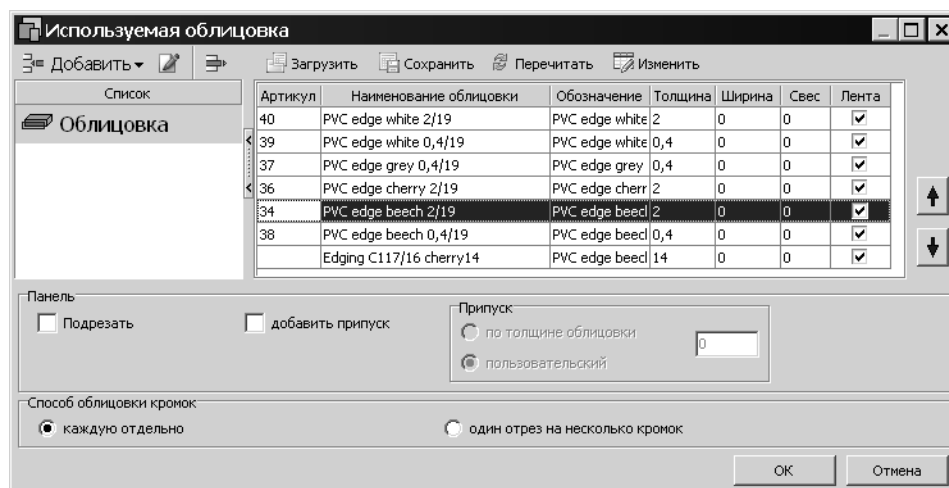 Используемая облицовка
Добавить Загрузить Сохранить Перечитать Изменить
Список
Облицовка
Артикул Наименование облицовки Обозначение Толщина Ширина Свес Лента
40 PVC edge white 2/19 PVC edge white 2 0 0
39 PVC edge white 0,4/19 PVC edge white 0,4 0 0
37 PVC edge grey 0,4/19 PVC edge grey 0,4 0 0
36 PVC edge cherry 2/19 PVC edge cherr 2 0 0
34 PVC edge beech 2/19 PVC edge beecl 2 0 0
38 PVC edge beech 0,4/19 PVC edge beecl 0,4 0 0
Edging C117/16 cherry14 PVC edge beecl 14 0 0
Панель
Подрезать
добавить припуск
Припуск
по толщине облицовки
0
пользовательский
Способ облицовки кромок
каждую отдельно
один отрез на несколько кромок
ОК Отмена